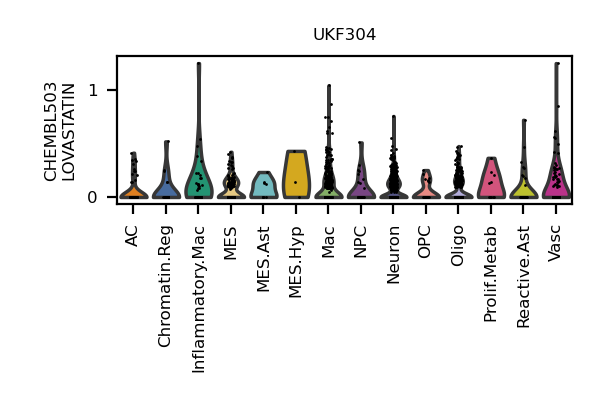 UKF304
CHEMBL503
LOVASTATIN
1
0
AC
Chromatin.Reg
Inflammatory.Mac
MES
MES.Ast
MES.Hyp
Mac
NPC
Neuron
OPC
Oligo
Prolif.Metab
Reactive.Ast
Vasc